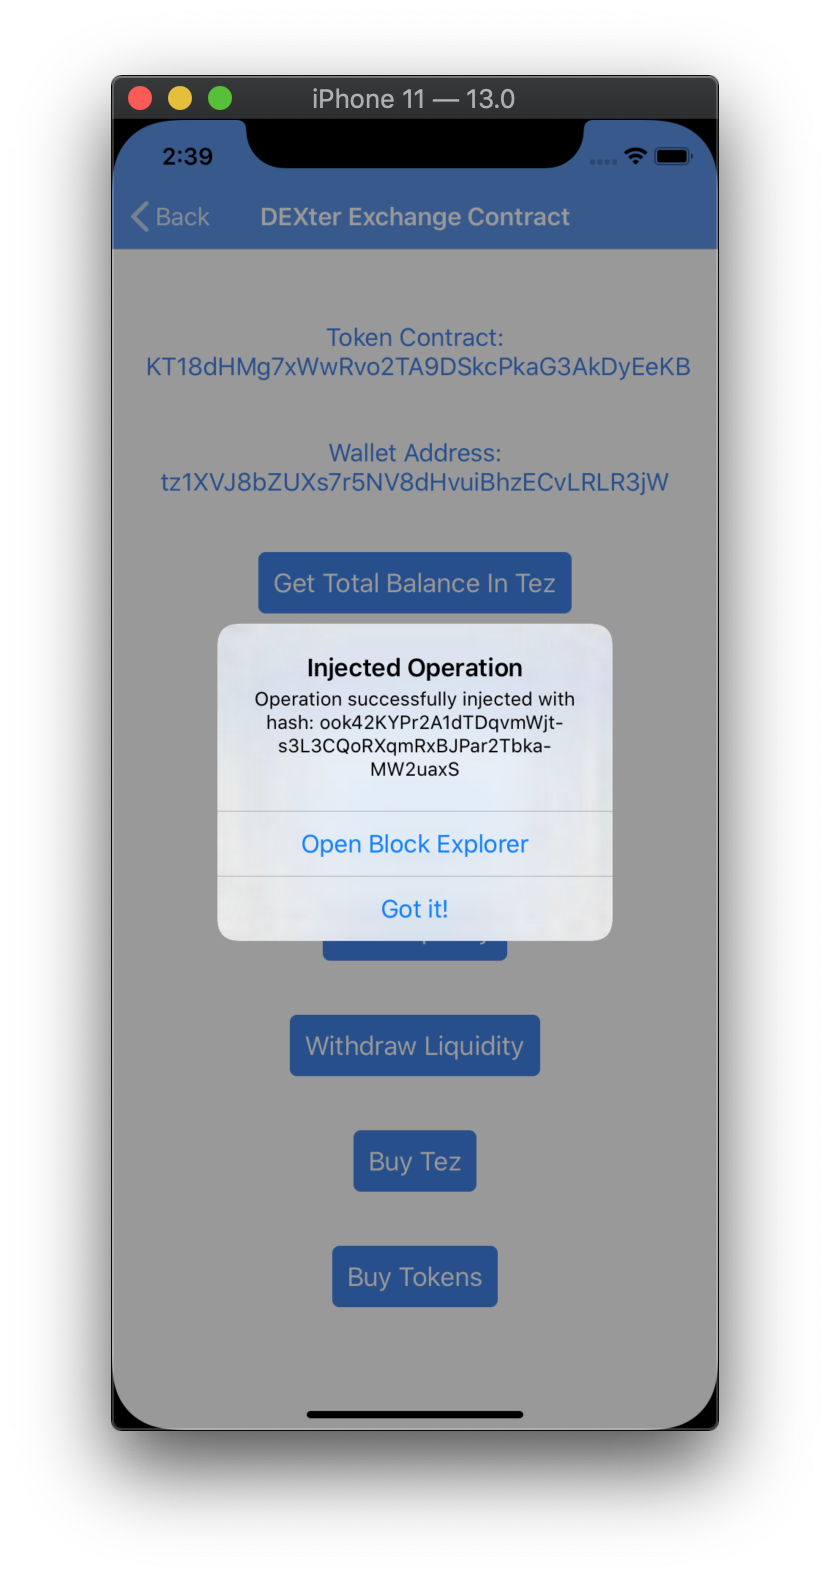 iPhone 11 — 13.0
2:39
Back
DEXter Exchange Contract
Token Contract:
KT18dHMg7xWwRvo2TA9DSkcPkaG3AkDyEeKB
Wallet Address:
tz1XVJ8bZUXs7r5NV8dHvuiBhzECvLRLR3jW
Get Total Balance In Tez
Injected Operation
Operation successfully injected with
hash: ook42KYPr2A1dTDqvmWjt-
s3L3CQoRXqmRxBJPar2Tbka-
MW2uaxS
Open Block Explorer
Got it!
Withdraw Liquidity
Buy Tez
Buy Tokens